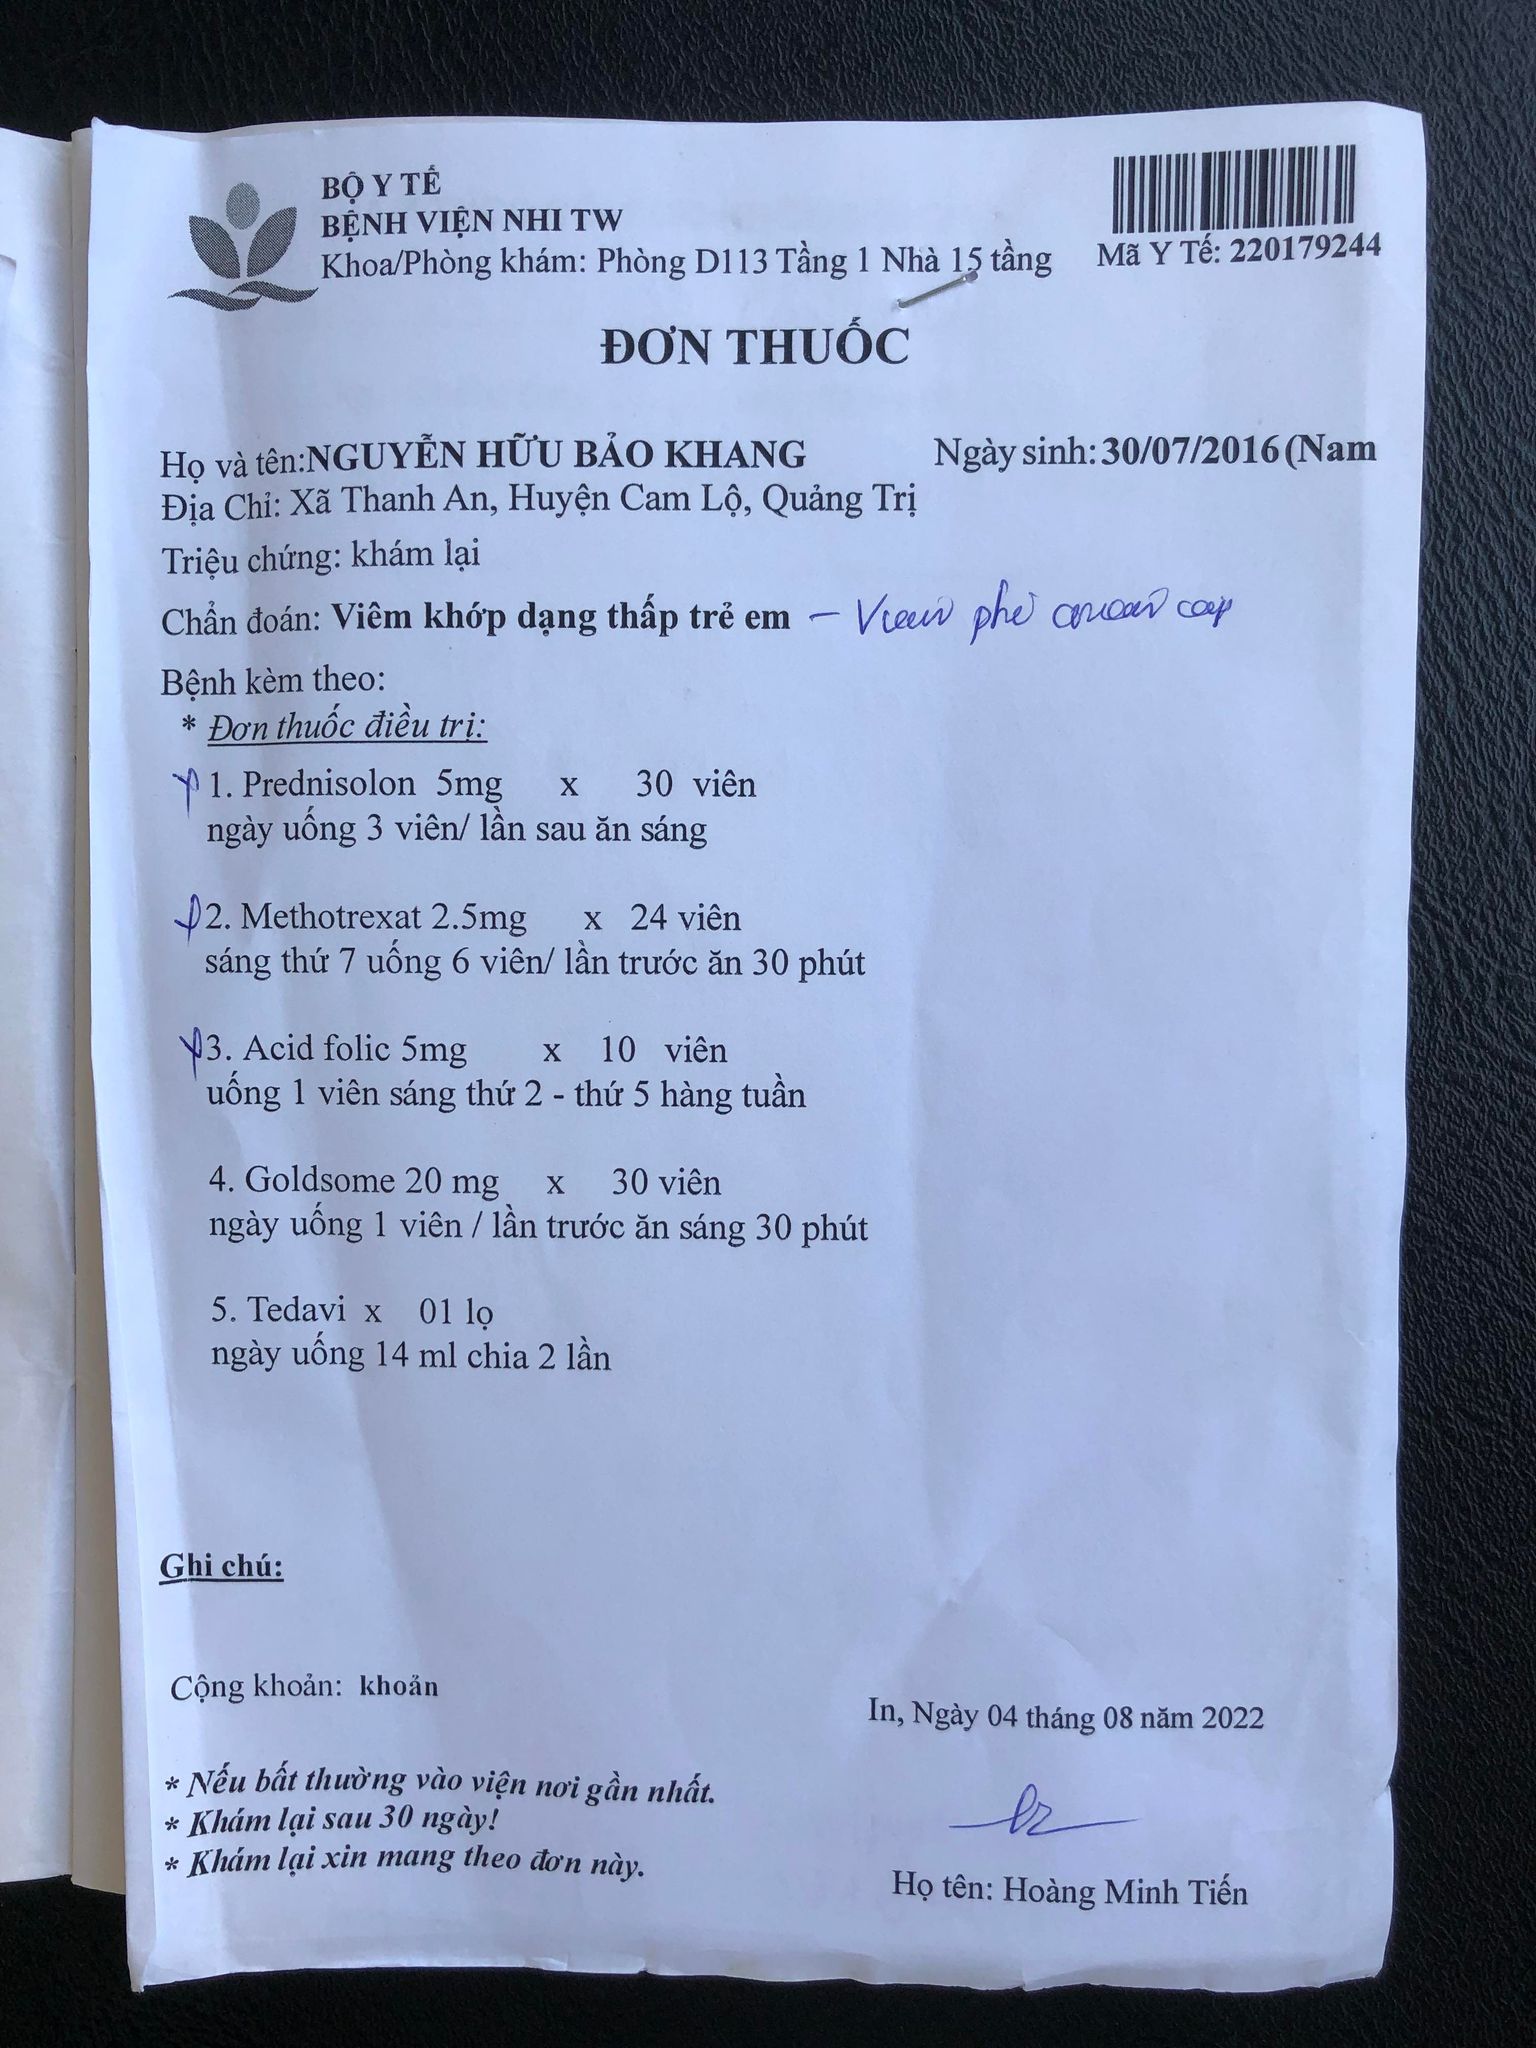 BỘ Y TẾ
BỆNH VIỆN NHI TW
Khoa/Phòng khám: Phòng D113 Tầng 1 Nhà 15 tầng
Mã Y Tế: 220179244
ĐƠN THUỐC
Họ và tên:NGUYỄN HỮU BẢO KHANG Ngày sinh: 30/07/2016 (Nam
Địa Chỉ: Xã Thanh An, Huyện Cam Lộ, Quảng Trị
Triệu chứng: khám lại
Chẩn đoán: Viêm khớp dạng thấp trẻ em - Viêm phế quản cấp
Bệnh kèm theo:
* Đơn thuốc điều trị:
1. Prednisolon 5mg x 30 viên
ngày uống 3 viên/ lần sau ăn sáng
2. Methotrexat 2.5mg x 24 viên
sáng thứ 7 uống 6 viên/ lần trước ăn 30 phút
3. Acid folic 5mg x 10 viên
uống 1 viên sáng thứ 2 - thứ 5 hàng tuần
4. Goldsome 20 mg x 30 viên
ngày uống 1 viên / lần trước ăn sáng 30 phút
5. Tedavi x 01 lọ
ngày uống 14 ml chia 2 lần
Ghi chú:
Cộng khoản: khoản
In, Ngày 04 tháng 08 năm 2022
* Nếu bất thường vào viện nơi gần nhất.
* Khám lại sau 30 ngày!
* Khám lại xin mang theo đơn này.
Họ tên: Hoàng Minh Tiến